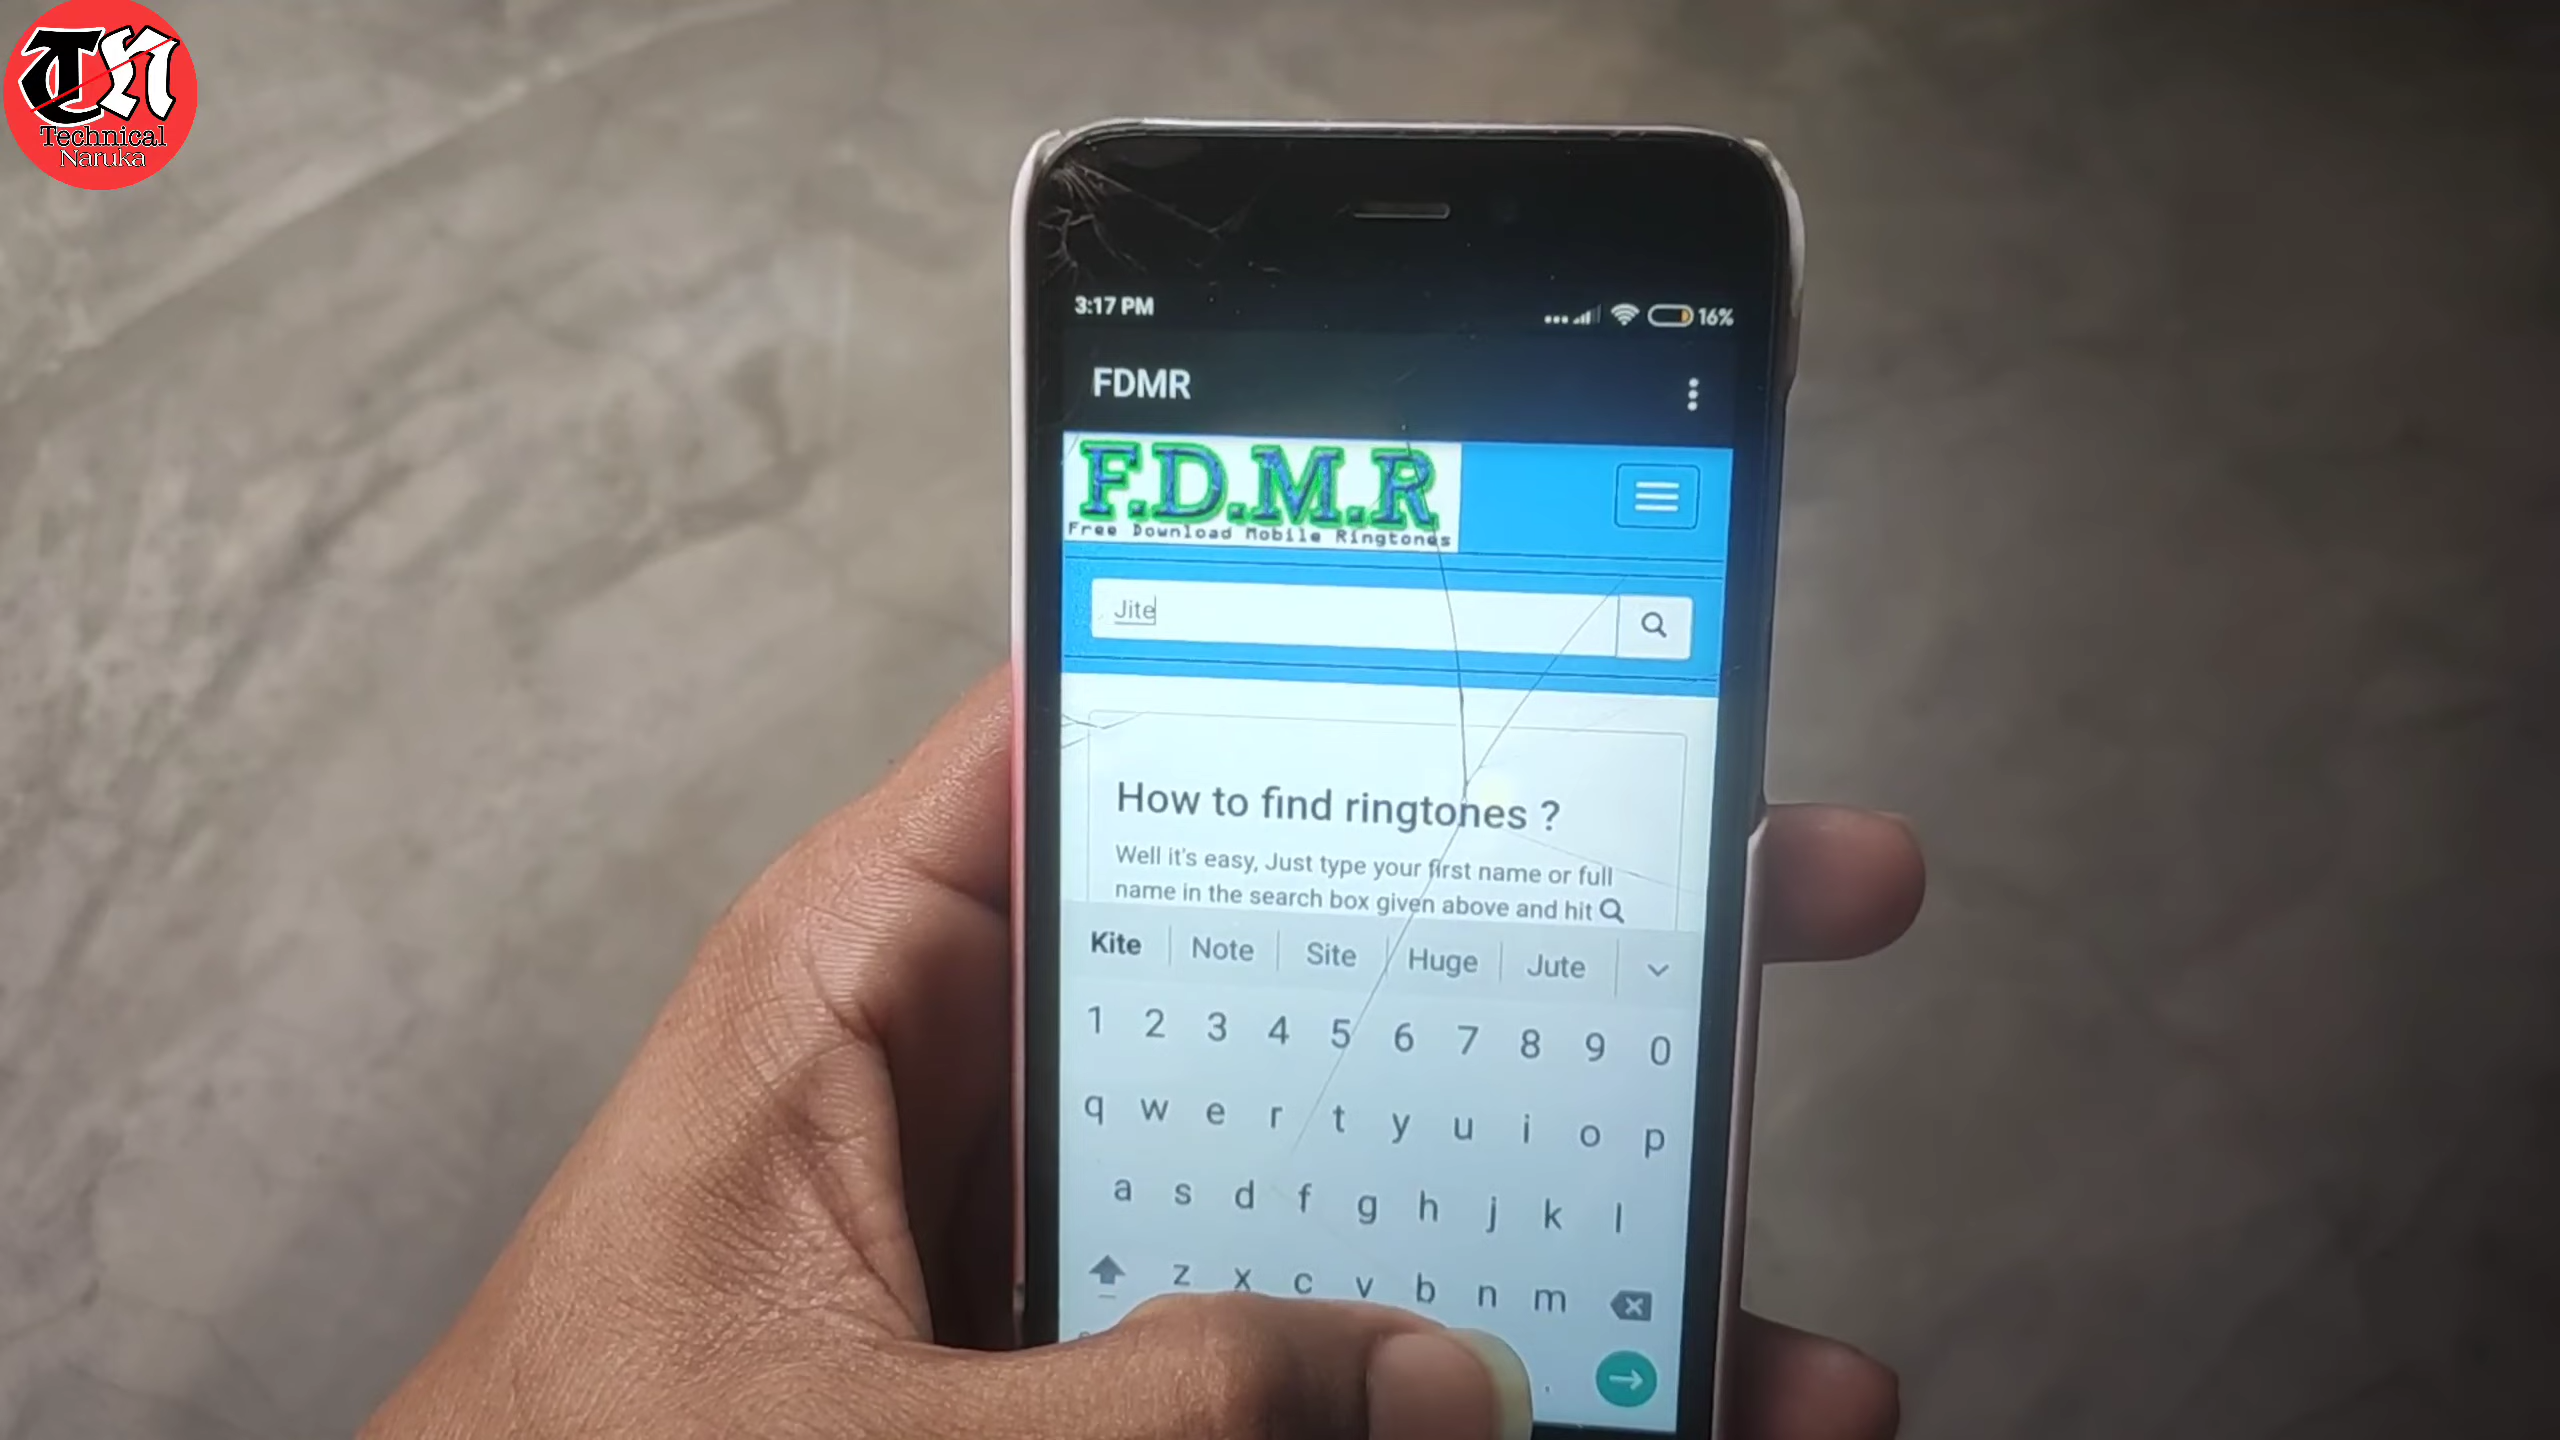 TN
Technical
Naruka
3:17 PM
16%
FDMR
F.D.M.R
Free Download Mobile Ringtones
Jite
How to find ringtones ?
Well it's easy, Just type your first name or full
name in the search box given above and hit
Kite Note Site Huge Jute
1 2 3 4 5 6 7 8 9 0
q w e r t y u i o p
a s d f g h j k l
z x c v b n m
.